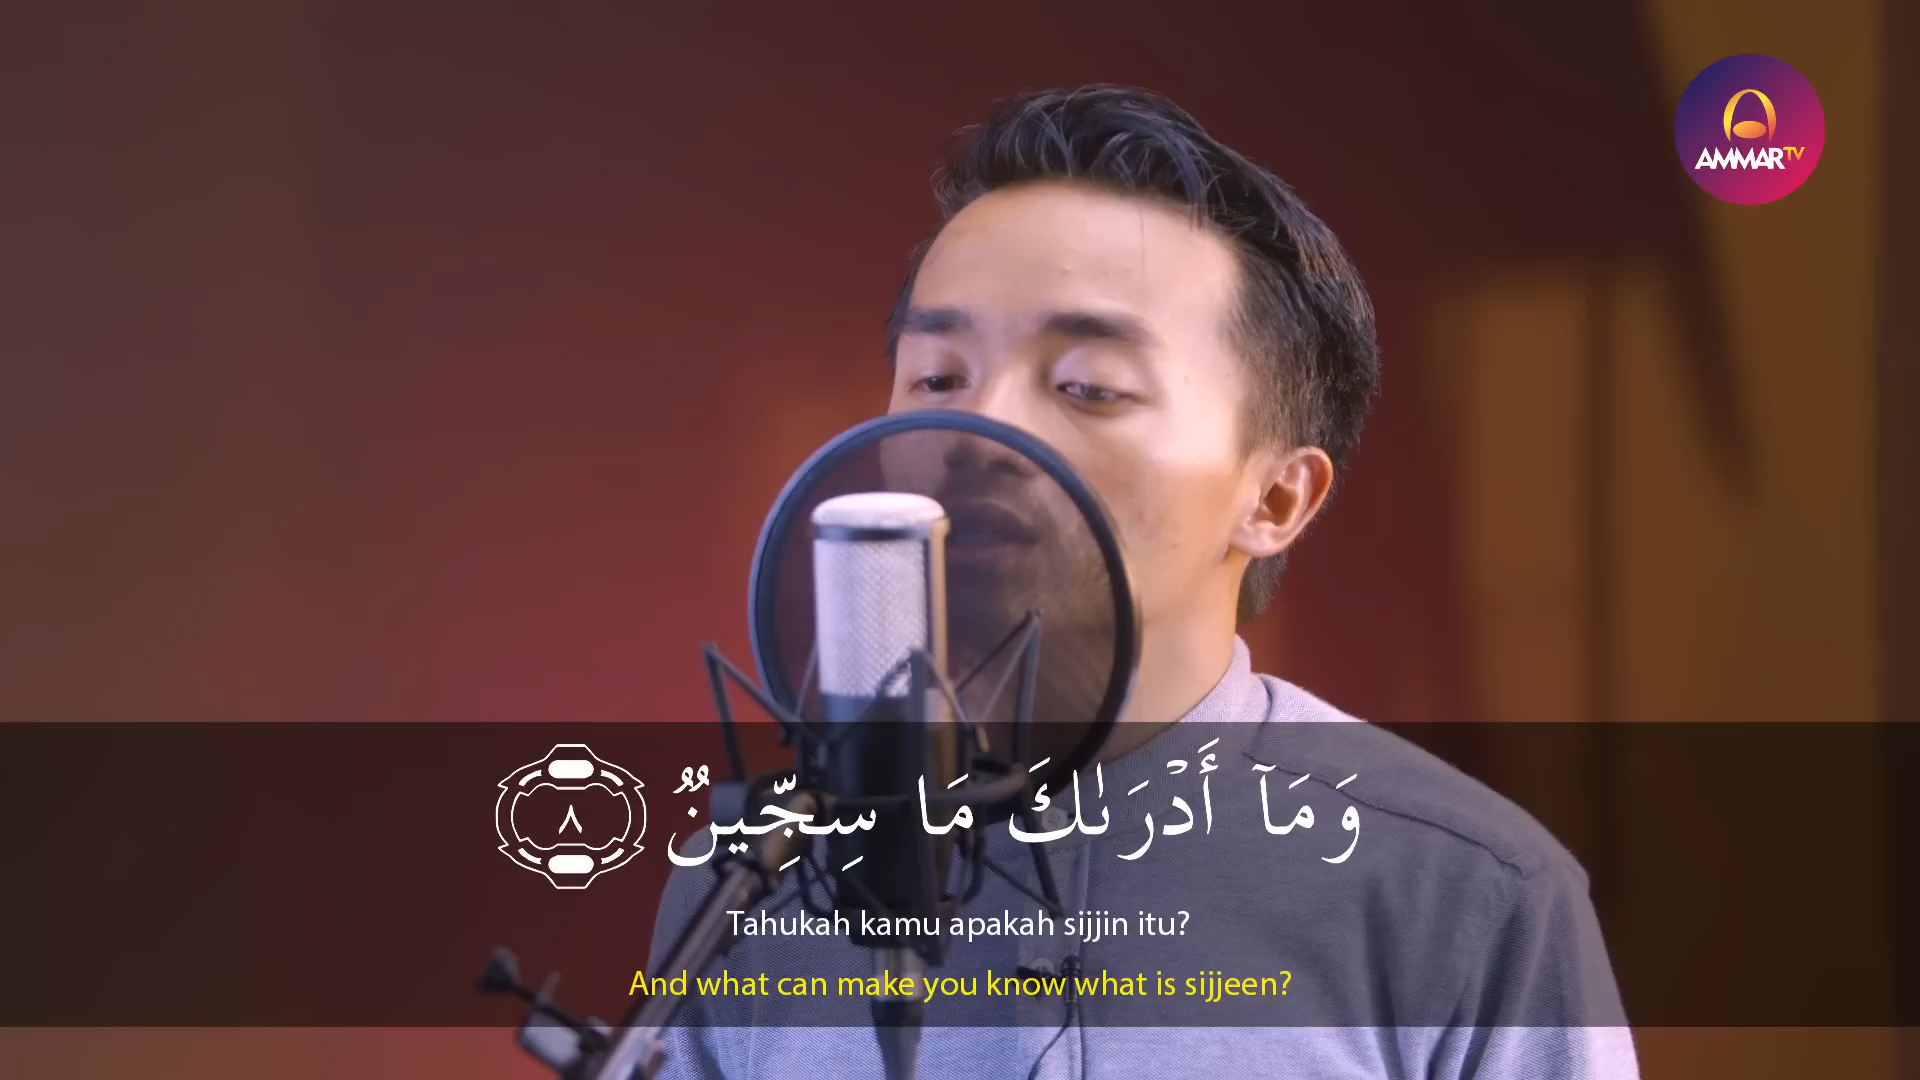 AMMARTV
وَمَآ أَدْرَىٰكَ مَا سِجِّينٌ ٨
Tahukah kamu apakah sijjin itu?
And what can make you know what is sijjeen?